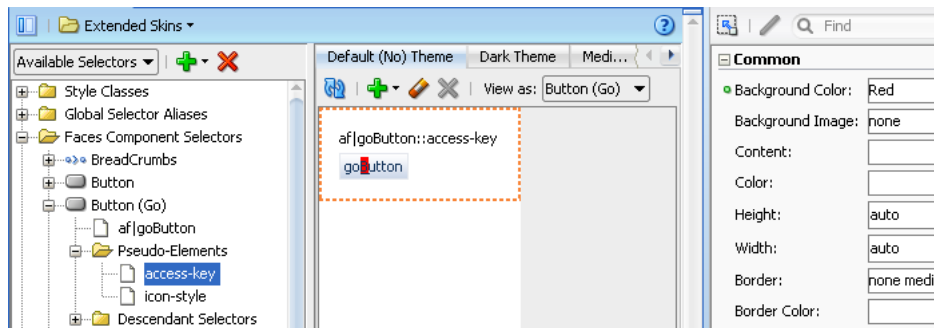 Extended Skins
Available Selectors
Style Classes
Global Selector Aliases
Faces Component Selectors
BreadCrumbs
Button
Button (Go)
af|goButton
Pseudo-Elements
access-key
icon-style
Descendant Selectors
Default (No) Theme Dark Theme Medi...
View as: Button (Go)
af|goButton::access-key
goButton
Find
Common
Background Color: Red
Background Image: none
Content:
Color:
Height: auto
Width: auto
Border: none medi
Border Color: